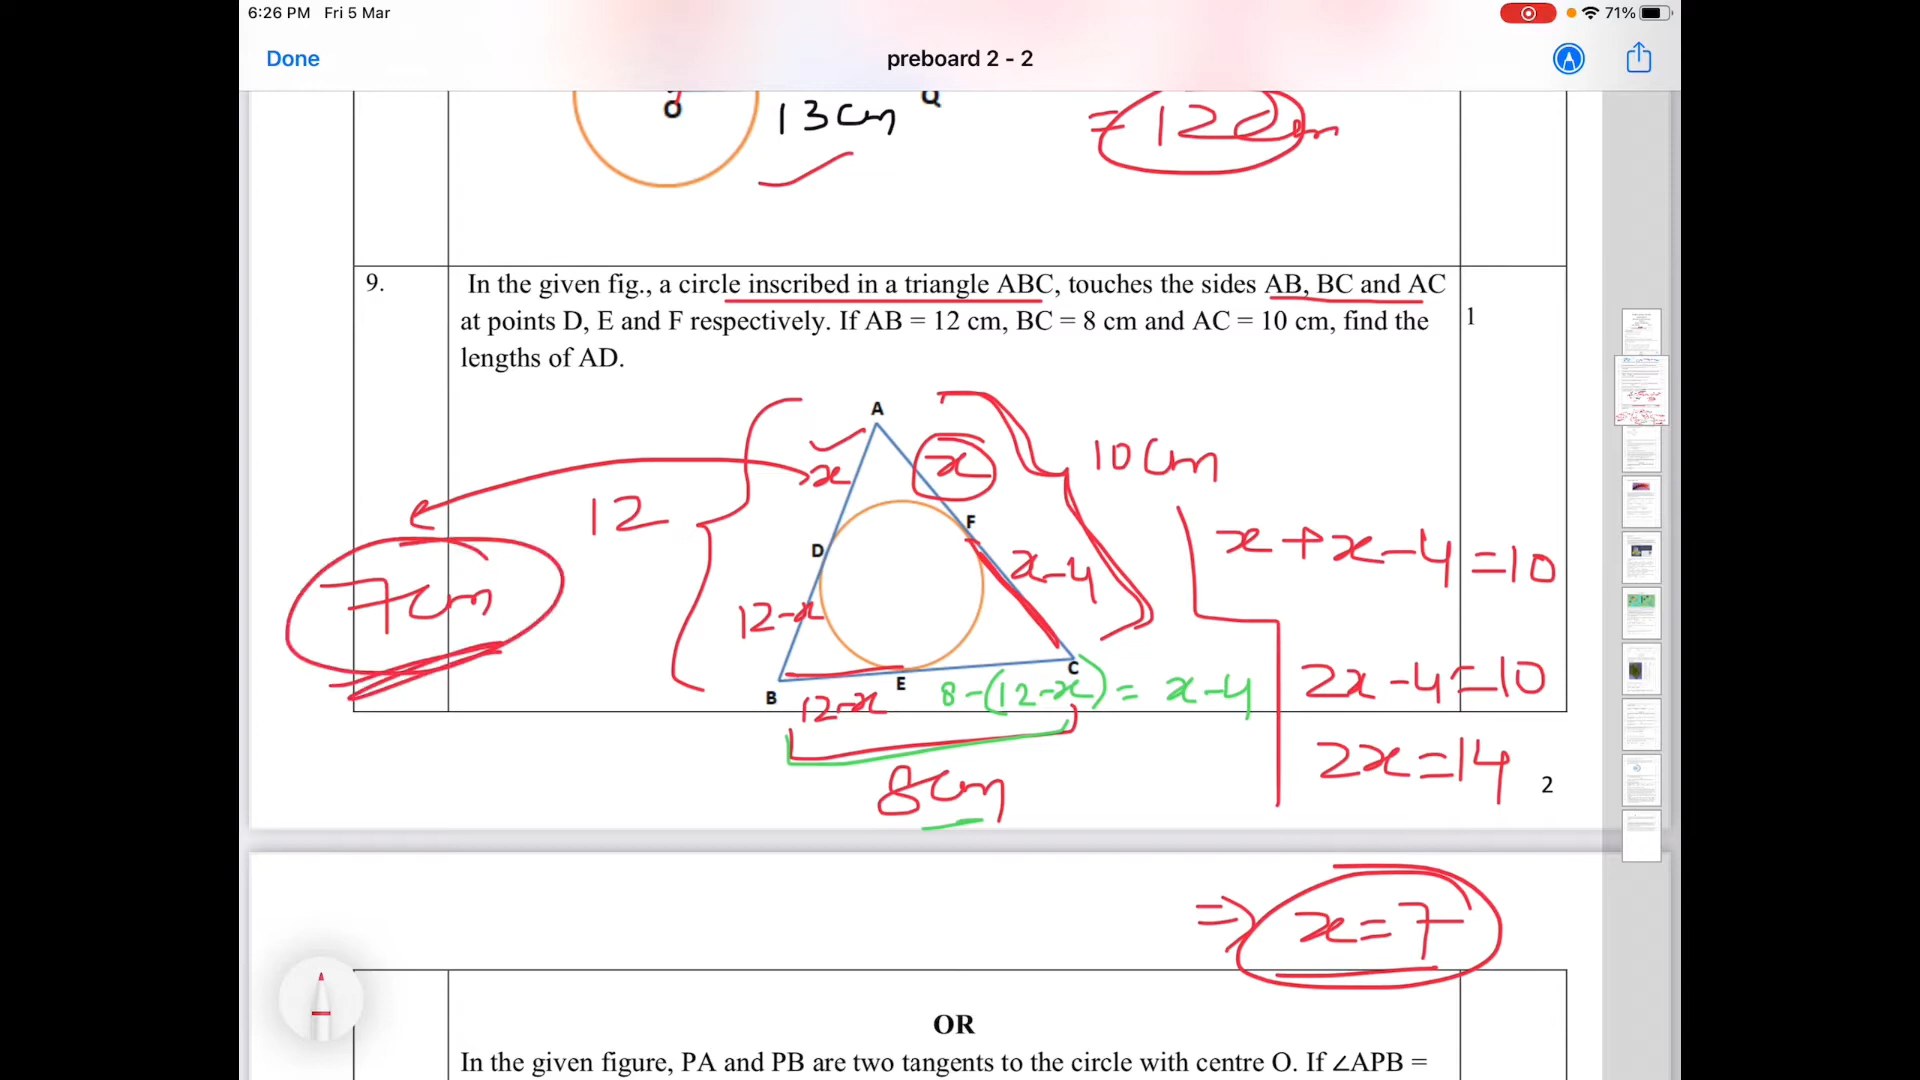 6:26 PM Fri 5 Mar
71%
Done
preboard 2 - 2
O
13cm
Q
= 12cm
9.
In the given fig., a circle inscribed in a triangle ABC, touches the sides AB, BC and AC
at points D, E and F respectively. If AB = 12 cm, BC = 8 cm and AC = 10 cm, find the
lengths of AD.
1
A
x
x
10cm
12
F
D
x+x-4=10
x-4
7cm
12-x
C
B
E
12-x
8-(12-x)= x-4
2x-4=10
8cm
2x=14
2
⇒ x=7
OR
In the given figure, PA and PB are two tangents to the circle with centre O. If ∠APB =